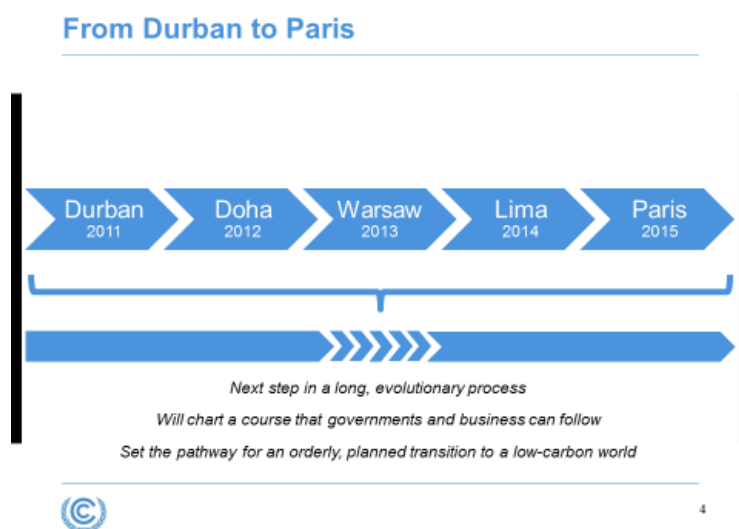 From Durban to Paris
Durban
2011
Doha
2012
Warsaw
2013
Lima
2014
Paris
2015
Next step in a long, evolutionary process
Will chart a course that governments and business can follow
Set the pathway for an orderly, planned transition to a low-carbon world
4